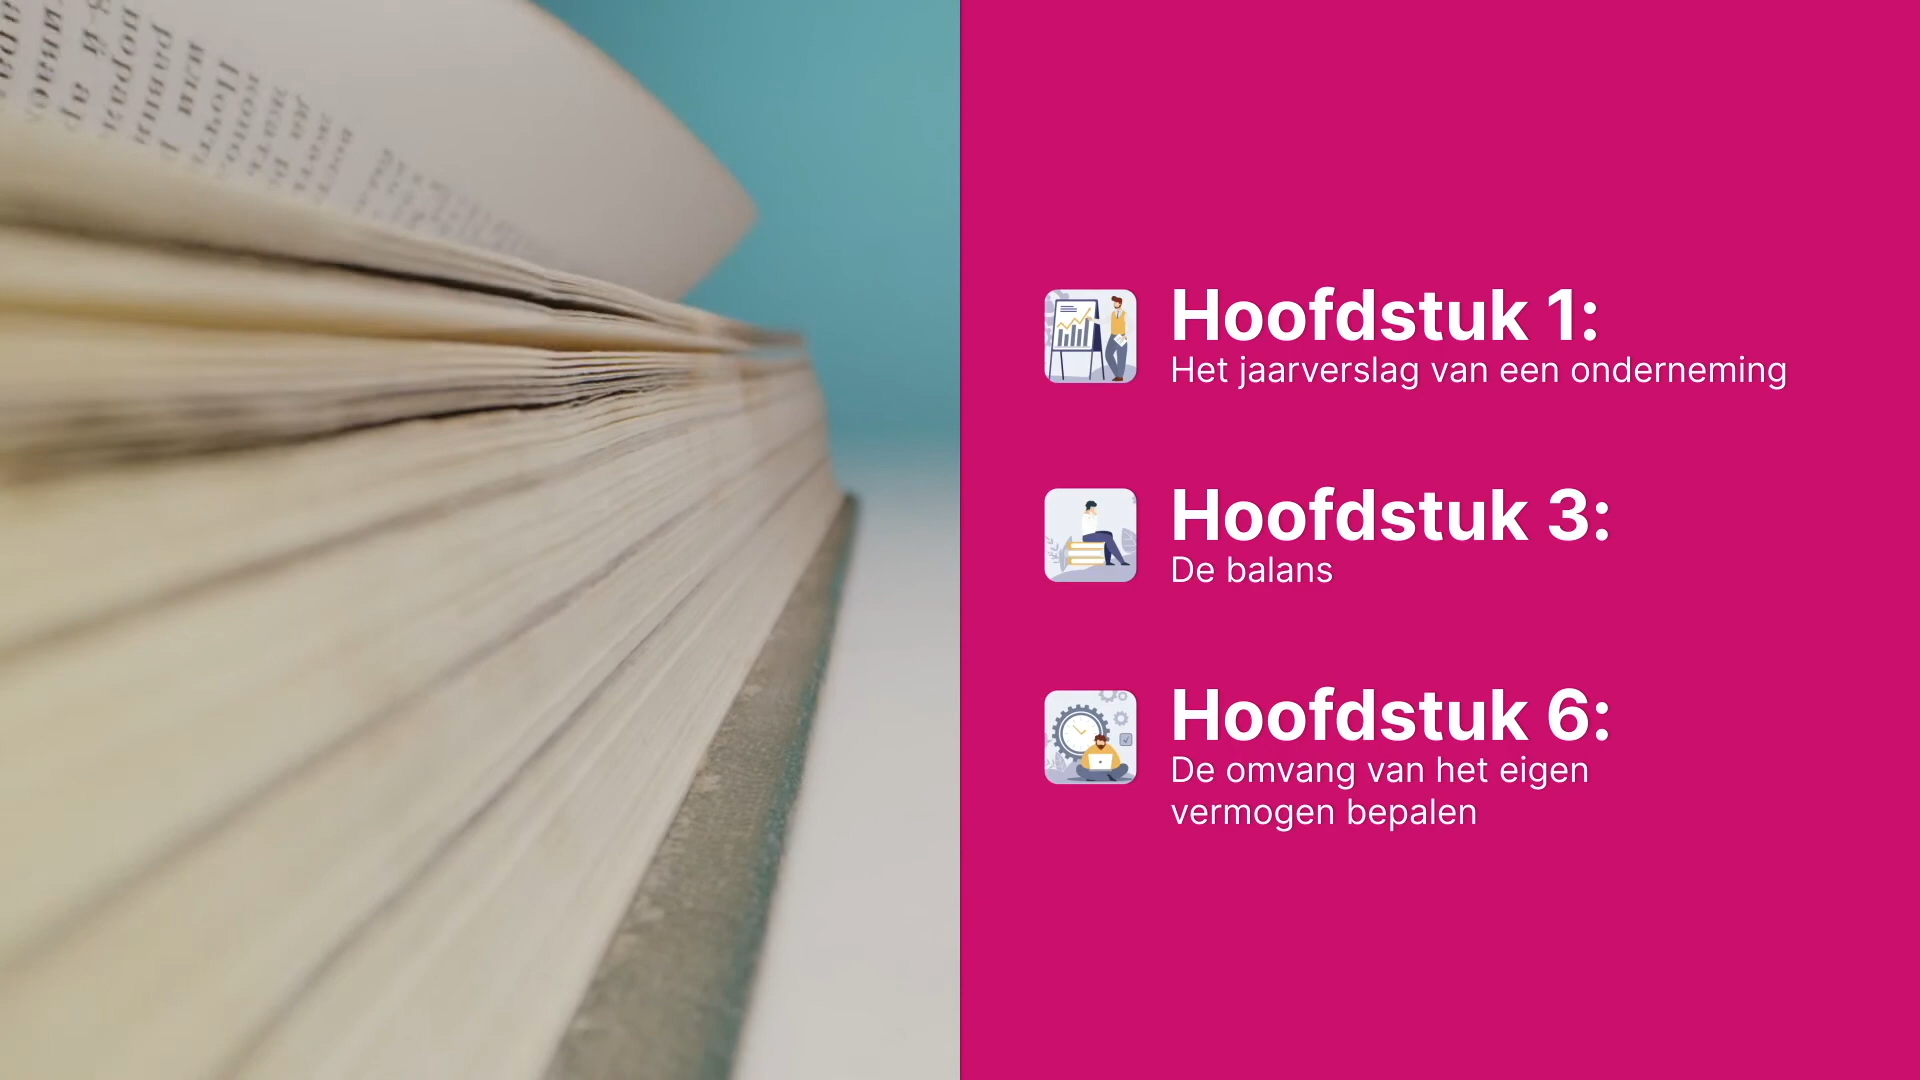 Hoofdstuk 1:
Het jaarverslag van een onderneming
Hoofdstuk 3:
De balans
Hoofdstuk 6:
De omvang van het eigen
vermogen bepalen